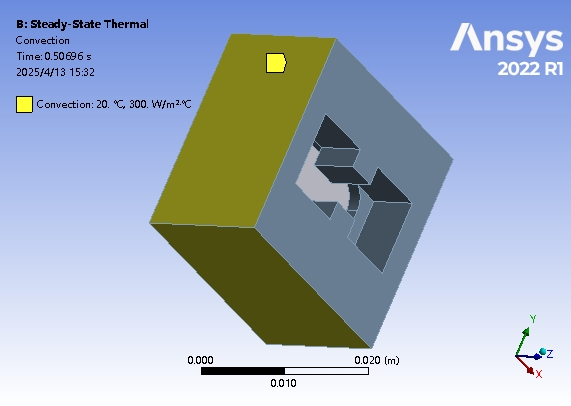 B: Steady-State Thermal
Convection
Time: 0.50696 s
2025/4/13 15:32
Convection: 20. °C, 300. W/m²·°C
Ansys
2022 R1
0.000
0.020 (m)
0.010
Y
Z
X